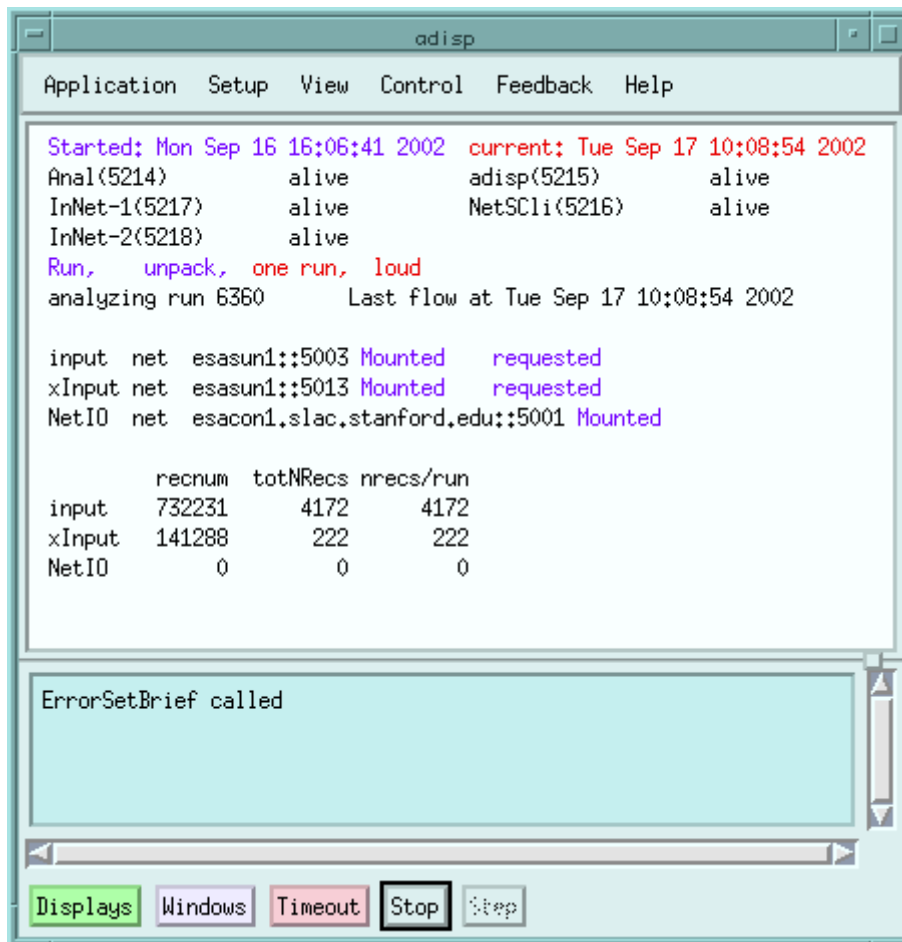 adisp
Application Setup View Control Feedback Help
Started: Mon Sep 16 16:06:41 2002 current: Tue Sep 17 10:08:54 2002
Anal(5214) alive adisp(5215) alive
InNet-1(5217) alive NetSCli(5216) alive
InNet-2(5218) alive
Run, unpack, one run, loud
analyzing run 6360 Last flow at Tue Sep 17 10:08:54 2002
input net esasun1::5003 Mounted requested
xInput net esasun1::5013 Mounted requested
NetIO net esacon1.slac.stanford.edu::5001 Mounted
recnum totNRecs nrecs/run
input 732231 4172 4172
xInput 141288 222 222
NetIO 0 0 0
ErrorSetBrief called
Displays Windows Timeout Stop Step